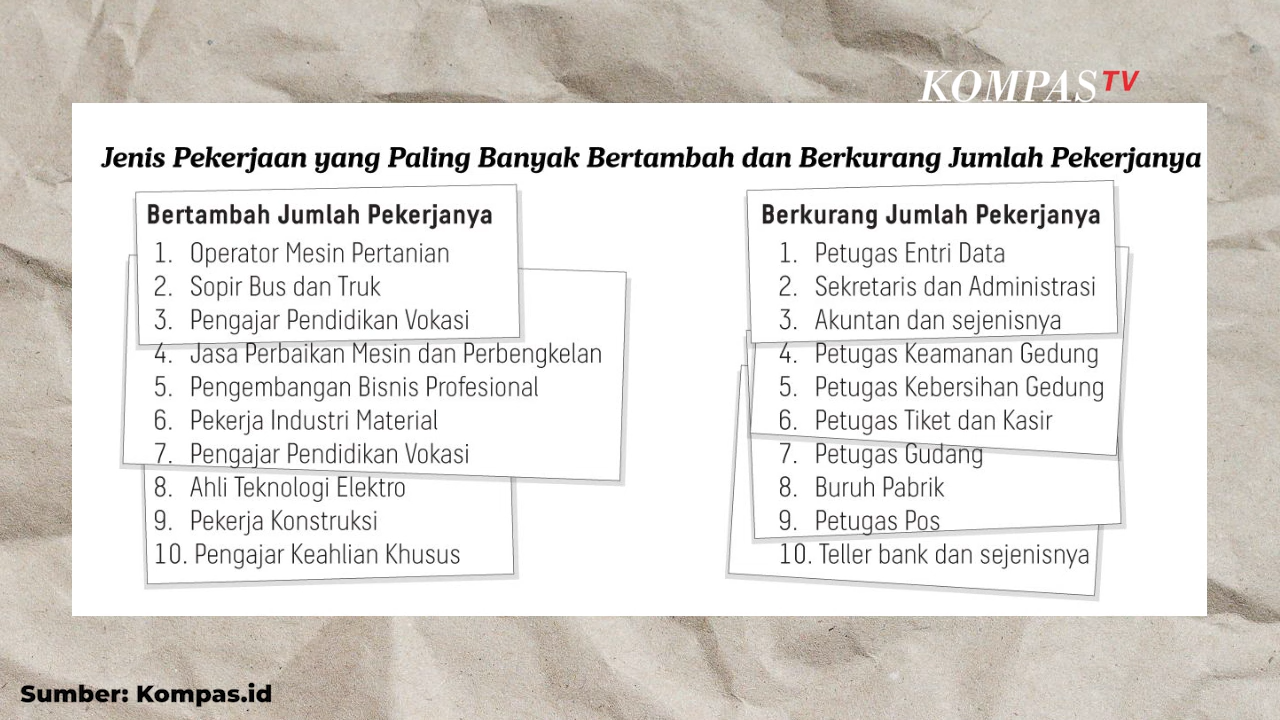 KOMPAS TV
Jenis Pekerjaan yang Paling Banyak Bertambah dan Berkurang Jumlah Pekerjanya
Bertambah Jumlah Pekerjanya
1. Operator Mesin Pertanian
2. Sopir Bus dan Truk
3. Pengajar Pendidikan Vokasi
4. Jasa Perbaikan Mesin dan Perbengkelan
5. Pengembangan Bisnis Profesional
6. Pekerja Industri Material
7. Pengajar Pendidikan Vokasi
8. Ahli Teknologi Elektro
9. Pekerja Konstruksi
10. Pengajar Keahlian Khusus
Berkurang Jumlah Pekerjanya
1. Petugas Entri Data
2. Sekretaris dan Administrasi
3. Akuntan dan sejenisnya
4. Petugas Keamanan Gedung
5. Petugas Kebersihan Gedung
6. Petugas Tiket dan Kasir
7. Petugas Gudang
8. Buruh Pabrik
9. Petugas Pos
10. Teller bank dan sejenisnya
Sumber: Kompas.id